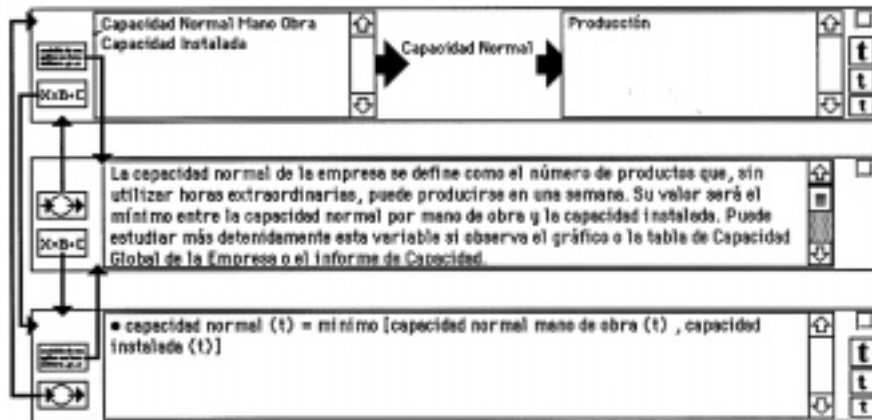 Capacidad Normal Mano Obra
Capacidad Instalada
Capacidad Normal
Producción
t
X=B+C
t
t
La capacidad normal de la empresa se define como el número de productos que, sin
utilizar horas extraordinarias, puede producirse en una semana. Su valor será el
mínimo entre la capacidad normal por mano de obra y la capacidad instalada. Puede
estudiar más detenidamente esta variable si observa el gráfico o la tabla de Capacidad
Global de la Empresa o el informe de Capacidad.
X=B+C
● capacidad normal (t) = mínimo [capacidad normal mano de obra (t) , capacidad
instalada (t)]
t
t
t